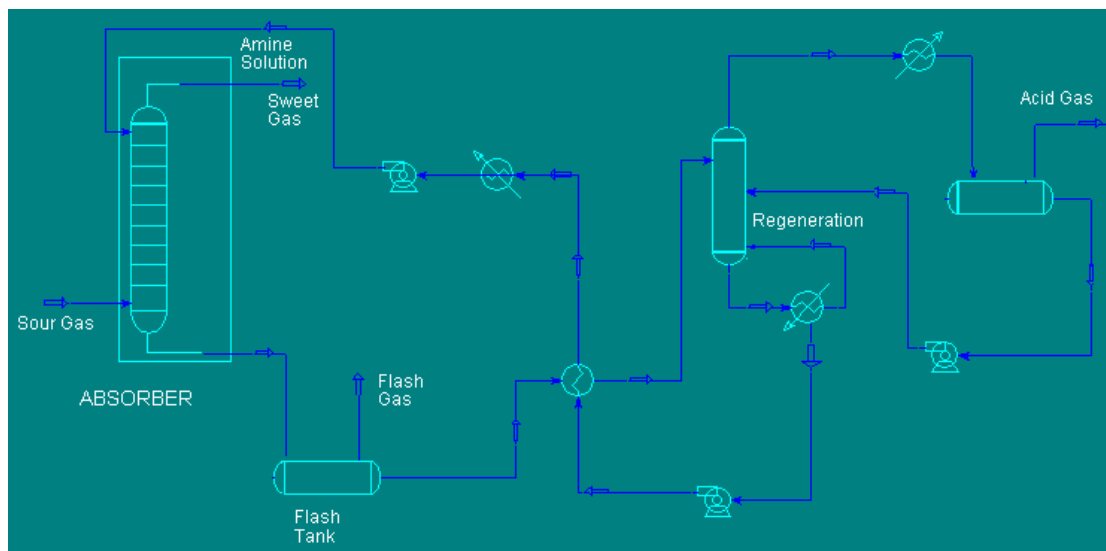 Amine
Solution
Sweet
Gas
Acid Gas
Regeneration
Sour Gas
ABSORBER
Flash
Gas
Flash
Tank